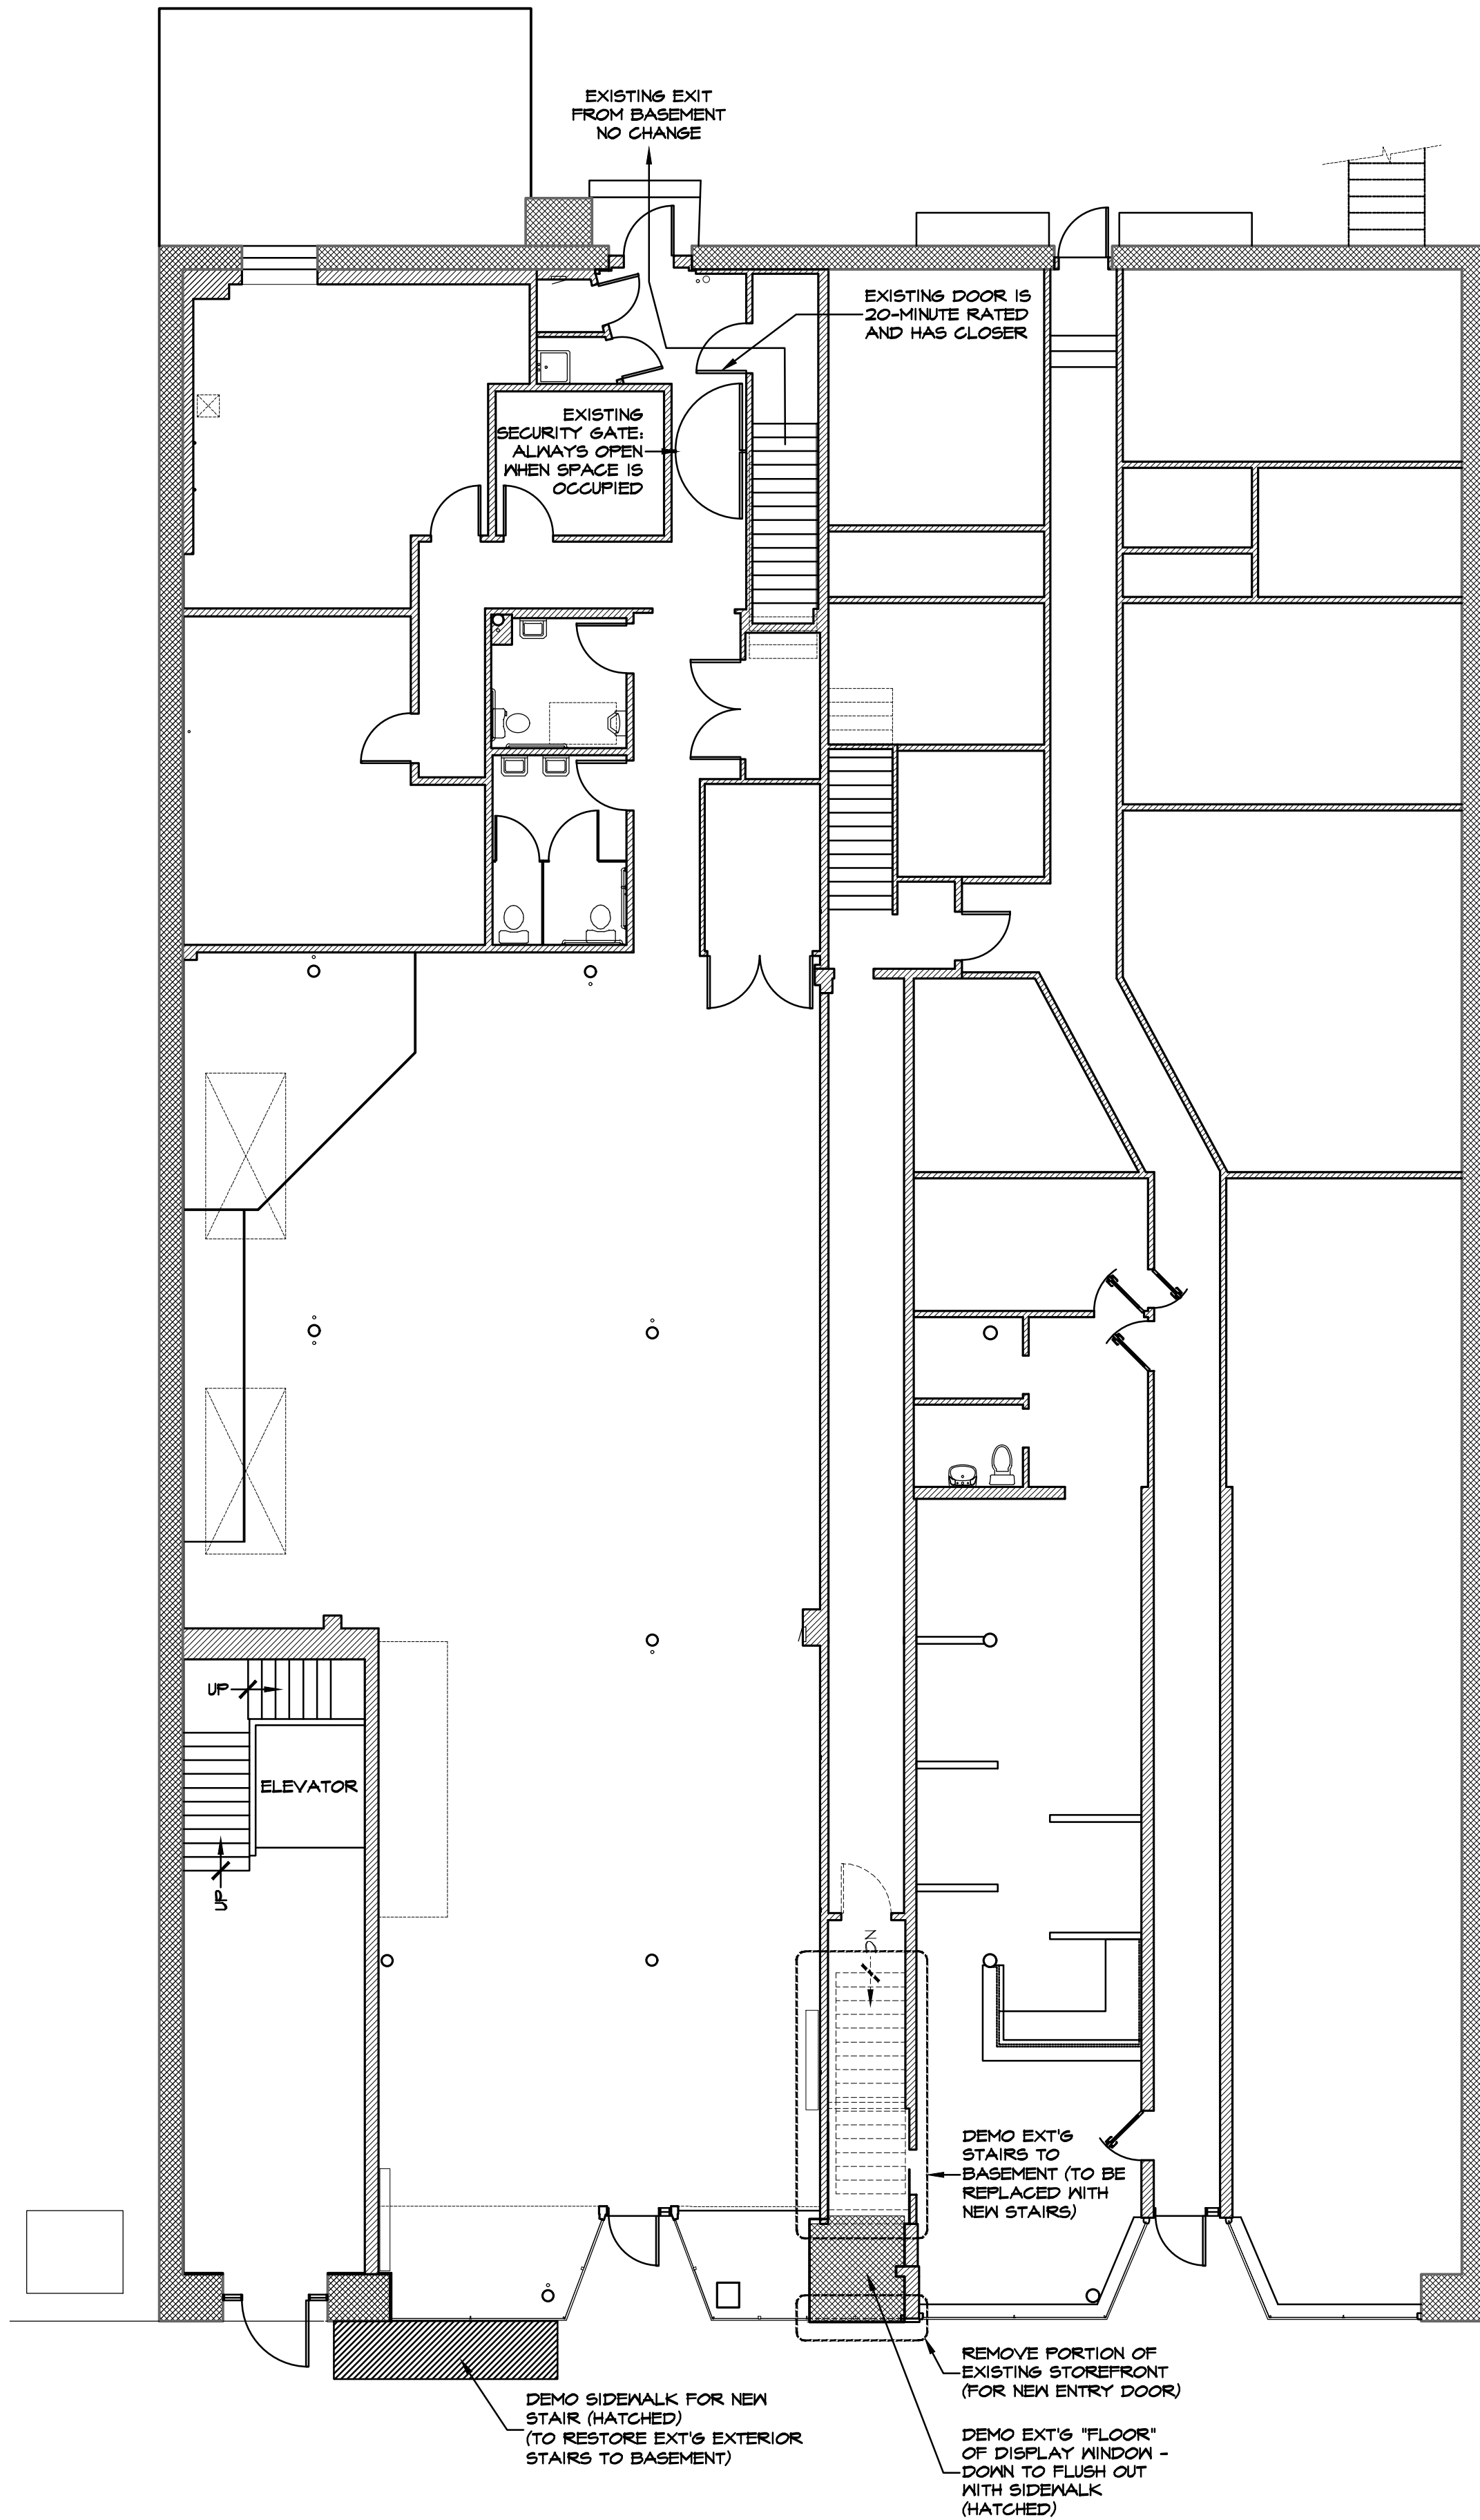 EXISTING EXIT
FROM BASEMENT
NO CHANGE
EXISTING DOOR IS
20-MINUTE RATED
AND HAS CLOSER
EXISTING
SECURITY GATE:
ALWAYS OPEN
WHEN SPACE IS
OCCUPIED
UP
ELEVATOR
UP
DN
DEMO EXT'G
STAIRS TO
BASEMENT (TO BE
REPLACED WITH
NEW STAIRS)
REMOVE PORTION OF
EXISTING STOREFRONT
(FOR NEW ENTRY DOOR)
DEMO SIDEWALK FOR NEW
STAIR (HATCHED)
(TO RESTORE EXT'G EXTERIOR
STAIRS TO BASEMENT)
DEMO EXT'G "FLOOR"
OF DISPLAY WINDOW -
DOWN TO FLUSH OUT
WITH SIDEWALK
(HATCHED)